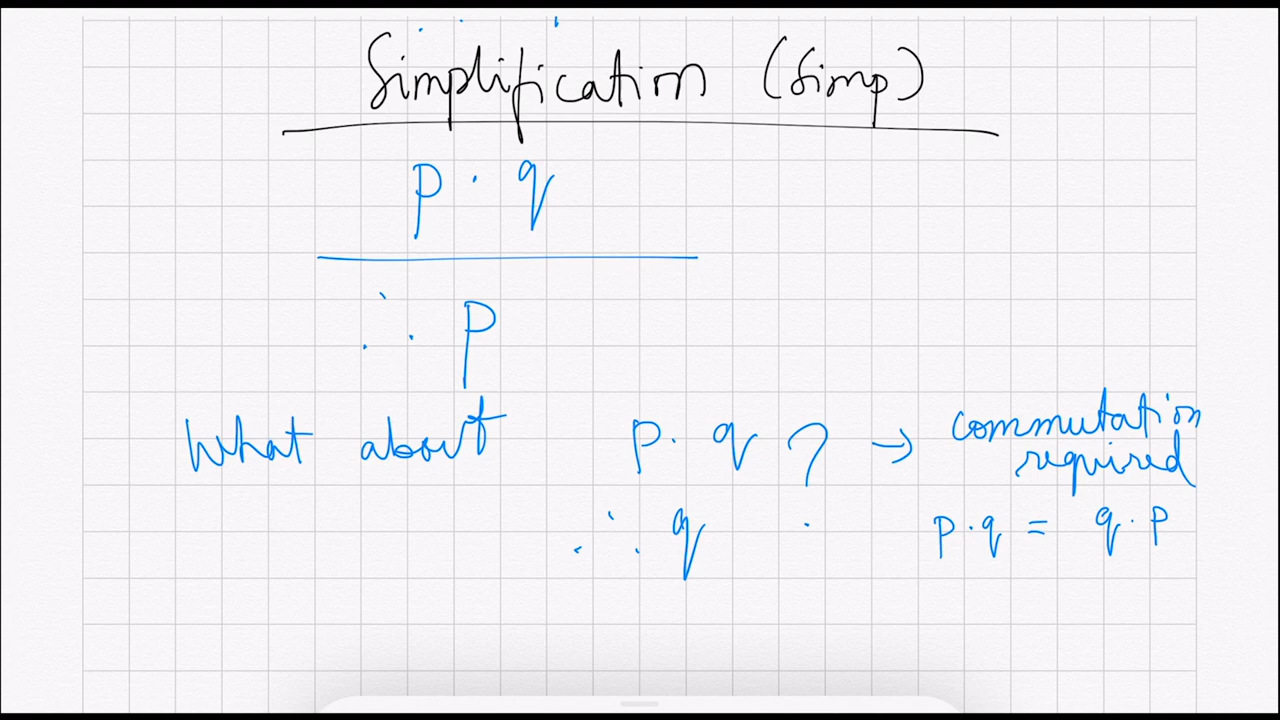 Simplification (Simp)
p · q
∴ p
What about p · q ? → commutation
required
∴ q p · q = q · p